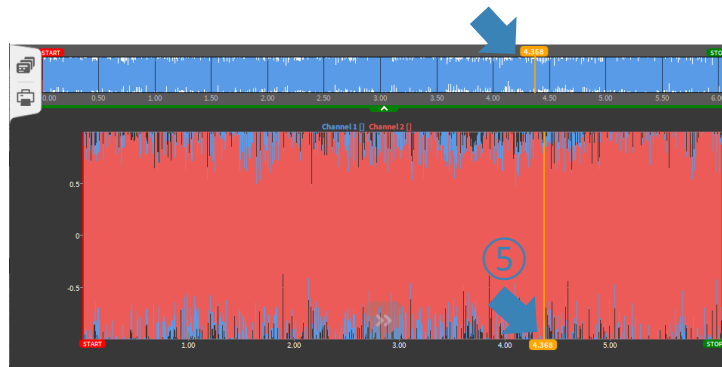 START 4.368 STO
0.00 0.50 1.00 1.50 2.00 2.50 3.00 3.50 4.00 4.50 5.00 5.50 6.0
Channel 1 [] Channel 2 []
0.5
0
-0.5
⑤
START 1.00 2.00 3.00 4.00 4.368 5.00 STOP